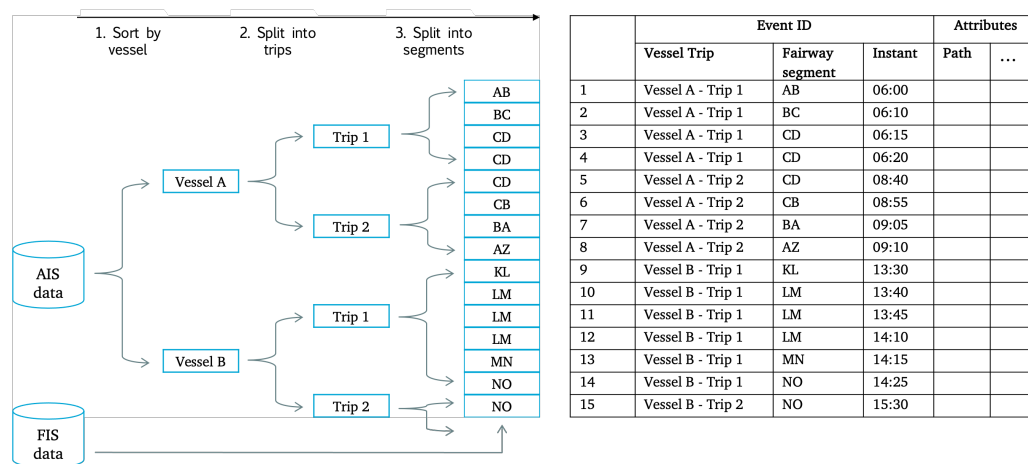 1. Sort by
vessel
2. Split into
trips
3. Split into
segments
AIS
data
FIS
data
Vessel A
Vessel B
Trip 1
Trip 2
Trip 1
Trip 2
AB
BC
CD
CD
CD
CB
BA
AZ
KL
LM
LM
LM
MN
NO
NO
Event ID Attributes
Vessel Trip Fairway segment Instant Path ...
1 Vessel A - Trip 1 AB 06:00
2 Vessel A - Trip 1 BC 06:10
3 Vessel A - Trip 1 CD 06:15
4 Vessel A - Trip 1 CD 06:20
5 Vessel A - Trip 2 CD 08:40
6 Vessel A - Trip 2 CB 08:55
7 Vessel A - Trip 2 BA 09:05
8 Vessel A - Trip 2 AZ 09:10
9 Vessel B - Trip 1 KL 13:30
10 Vessel B - Trip 1 LM 13:40
11 Vessel B - Trip 1 LM 13:45
12 Vessel B - Trip 1 LM 14:10
13 Vessel B - Trip 1 MN 14:15
14 Vessel B - Trip 1 NO 14:25
15 Vessel B - Trip 2 NO 15:30